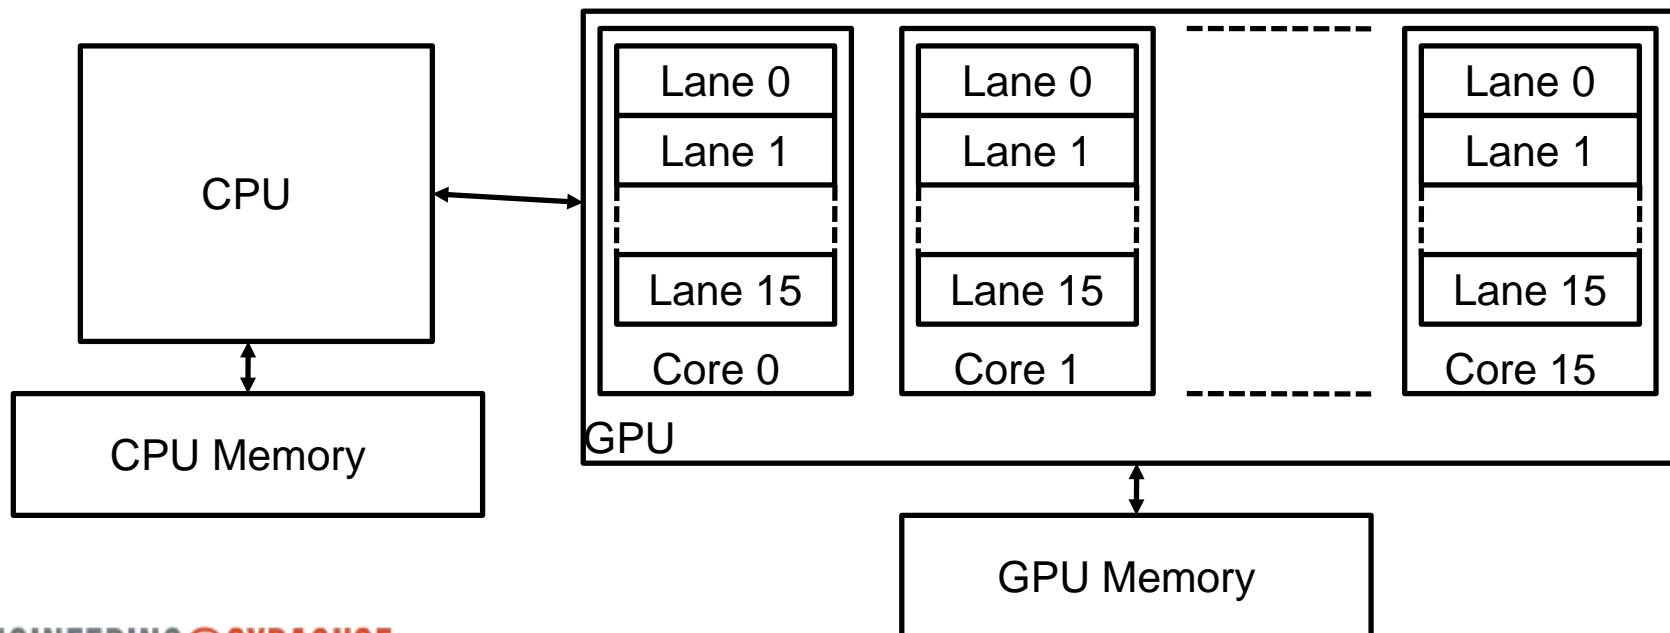 CPU
CPU Memory
Lane 0
Lane 1
Lane 15
Core 0
Lane 0
Lane 1
Lane 15
Core 1
Lane 0
Lane 1
Lane 15
Core 15
GPU
GPU Memory